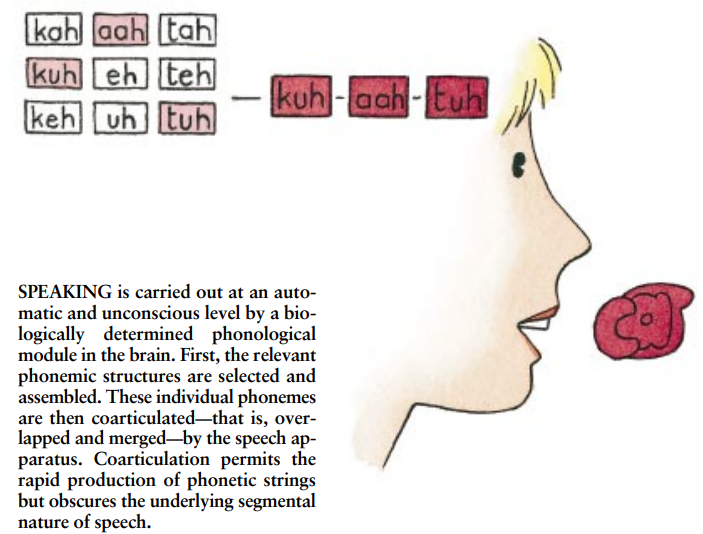 kah aah tah
kuh eh teh
keh uh tuh
kuh - aah - tuh
cat
SPEAKING is carried out at an auto-
matic and unconscious level by a bio-
logically determined phonological
module in the brain. First, the relevant
phonemic structures are selected and
assembled. These individual phonemes
are then coarticulated—that is, over-
lapped and merged—by the speech ap-
paratus. Coarticulation permits the
rapid production of phonetic strings
but obscures the underlying segmental
nature of speech.